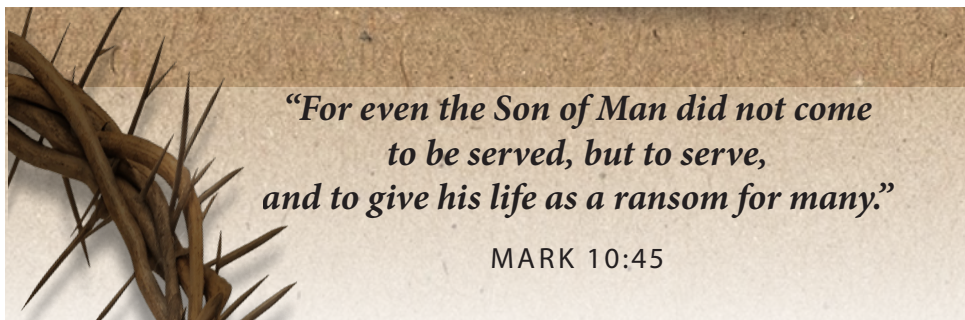 “For even the Son of Man did not come
to be served, but to serve,
and to give his life as a ransom for many.”
MARK 10:45